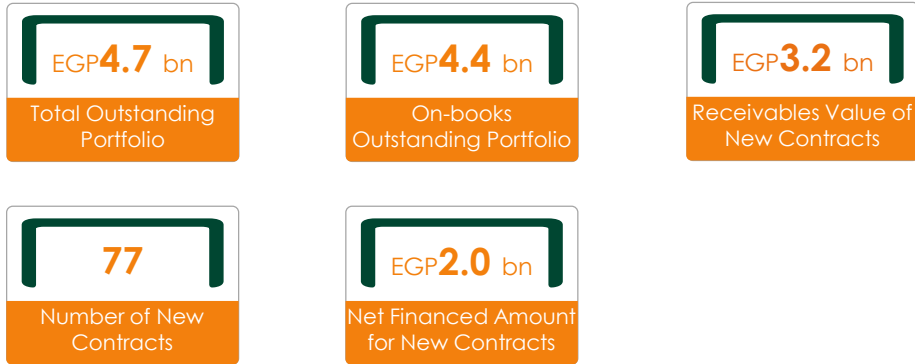 EGP4.7 bn
Total Outstanding
Portfolio
EGP4.4 bn
On-books
Outstanding Portfolio
EGP3.2 bn
Receivables Value of
New Contracts
77
Number of New
Contracts
EGP2.0 bn
Net Financed Amount
for New Contracts